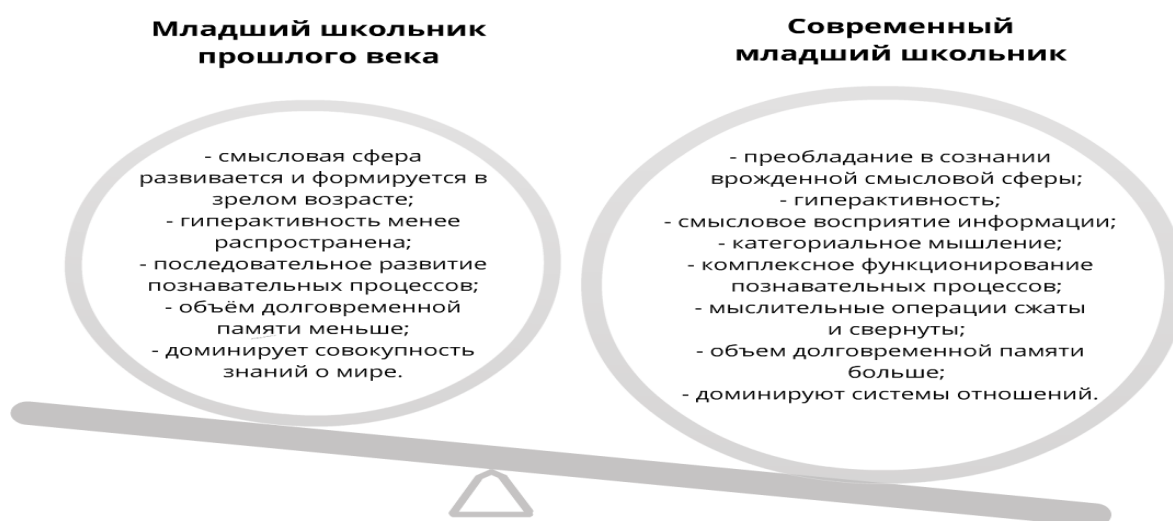 Младший школьник
прошлого века
- смысловая сфера
развивается и формируется в
зрелом возрасте;
- гиперактивность менее
распространена;
- последовательное развитие
познавательных процессов;
- объём долговременной
памяти меньше;
- доминирует совокупность
знаний о мире.
Современный
младший школьник
- преобладание в сознании
врожденной смысловой сферы;
- гиперактивность;
- смысловое восприятие информации;
- категориальное мышление;
- комплексное функционирование
познавательных процессов;
- мыслительные операции сжаты
и свернуты;
- объем долговременной памяти
больше;
- доминируют системы отношений.